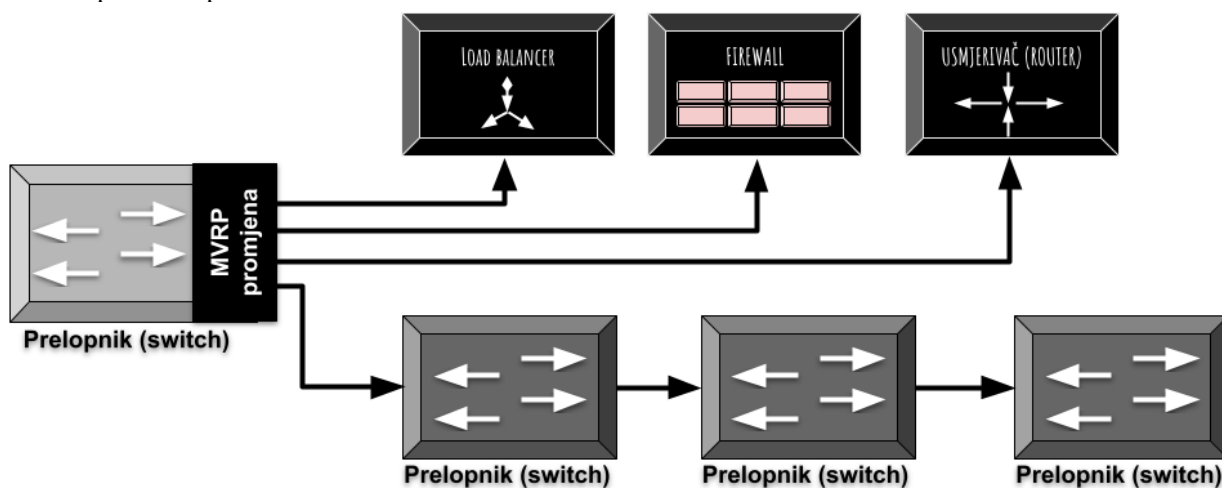 LOAD BALANCER
FIREWALL
USMJERIVAČ (ROUTER)
MVRP
promjena
Prelopnik (switch)
Prelopnik (switch)
Prelopnik (switch)
Prelopnik (switch)